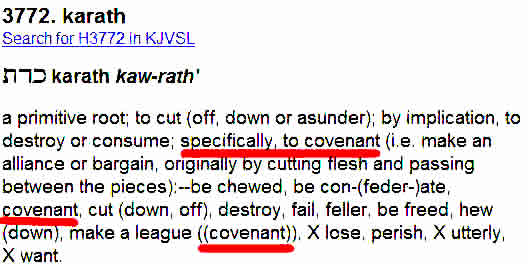 3772. karath
Search for H3772 in KJVSL
כרת karath kaw-rath'
a primitive root; to cut (off, down or asunder); by implication, to
destroy or consume; specifically, to covenant (i.e. make an
alliance or bargain, originally by cutting flesh and passing
between the pieces):--be chewed, be con-(feder-)ate,
covenant, cut (down, off), destroy, fail, feller, be freed, hew
(down), make a league ((covenant)), X lose, perish, X utterly,
X want.